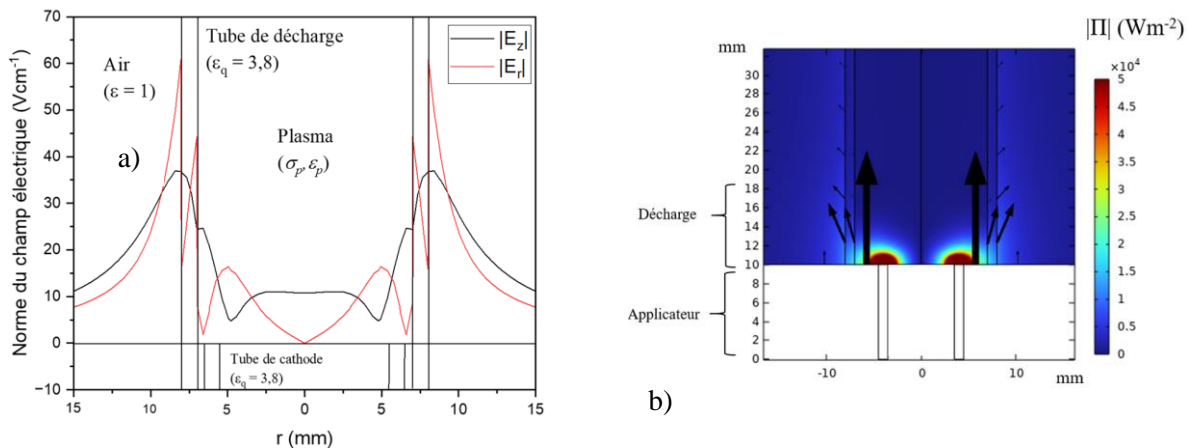 a)
Norme du champ électrique (Vcm⁻¹)
70
60
50
40
30
20
10
0
−10
Air
(ε = 1)
Tube de décharge
(εq = 3,8)
Plasma
(σp, εp)
|Ez|
|Er|
Tube de cathode
(εq = 3,8)
15 10 5 0 5 10 15
r (mm)
b)
|Π| (Wm⁻²)
mm
30
28
26
24
22
20
18
16
14
12
10
8
6
4
2
0
Décharge
Applicateur
-10 0 10
mm
×10⁴
5
4.5
4
3.5
3
2.5
2
1.5
1
0.5
0